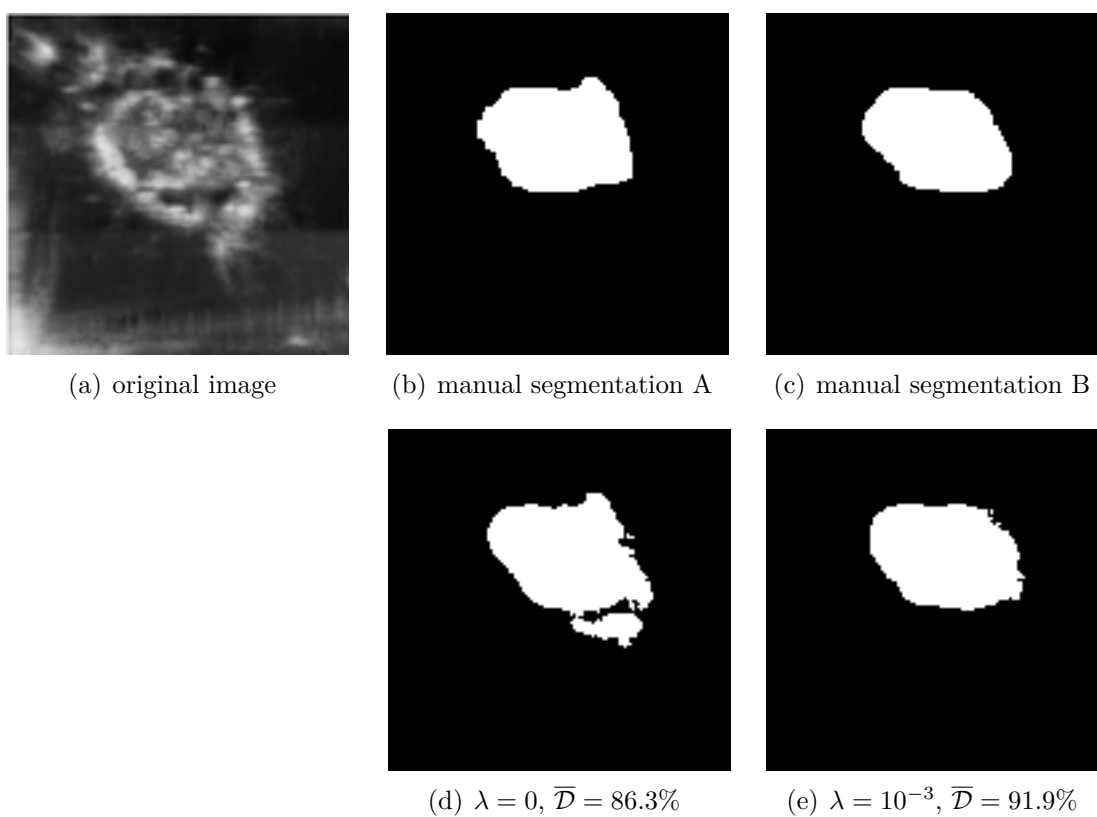 (a) original image
(b) manual segmentation A
(c) manual segmentation B
(d) λ = 0, 𝒟̅ = 86.3%
(e) λ = 10⁻³, 𝒟̅ = 91.9%